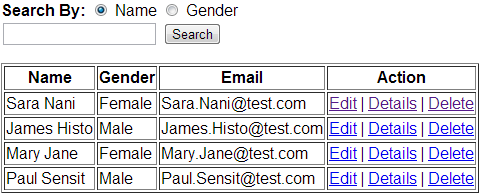 Search By: Name Gender
Search
Name Gender Email Action
Sara Nani Female Sara.Nani@test.com Edit | Details | Delete
James Histo Male James.Histo@test.com Edit | Details | Delete
Mary Jane Female Mary.Jane@test.com Edit | Details | Delete
Paul Sensit Male Paul.Sensit@test.com Edit | Details | Delete